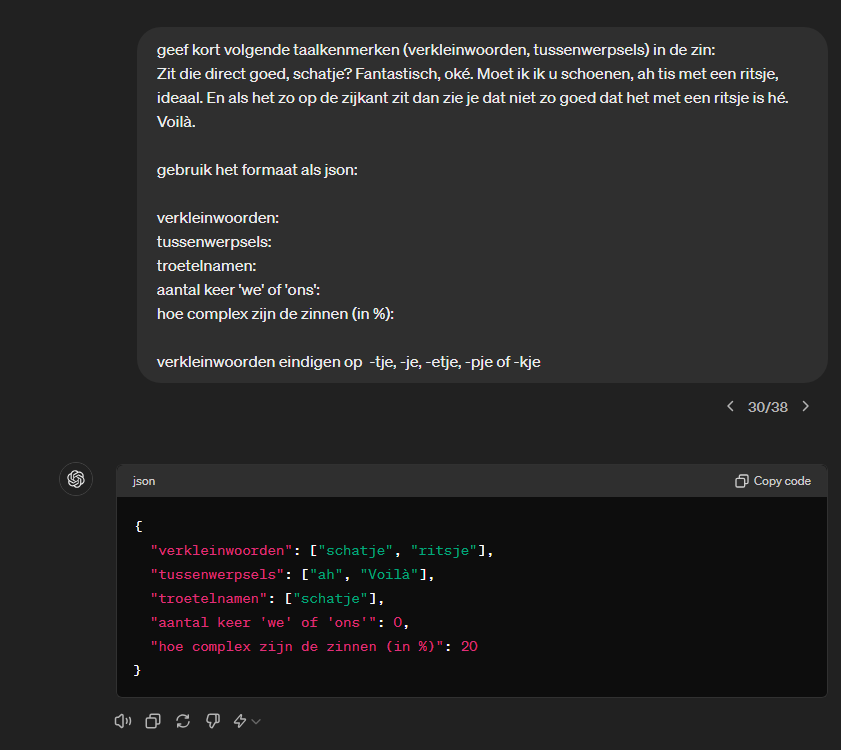 geef kort volgende taalkenmerken (verkleinwoorden, tussenwerpsels) in de zin:
Zit die direct goed, schatje? Fantastisch, oké. Moet ik ik u schoenen, ah tis met een ritsje,
ideaal. En als het zo op de zijkant zit dan zie je dat niet zo goed dat het met een ritsje is hé.
Voilà.
gebruik het formaat als json:
verkleinwoorden:
tussenwerpsels:
troetelnamen:
aantal keer 'we' of 'ons':
hoe complex zijn de zinnen (in %):
verkleinwoorden eindigen op  -tje, -je, -etje, -pje of -kje
30/38
json
Copy code
{
"verkleinwoorden": ["schatje", "ritsje"],
"tussenwerpsels": ["ah", "Voilà"],
"troetelnamen": ["schatje"],
"aantal keer 'we' of 'ons'": 0,
"hoe complex zijn de zinnen (in %)": 20
}